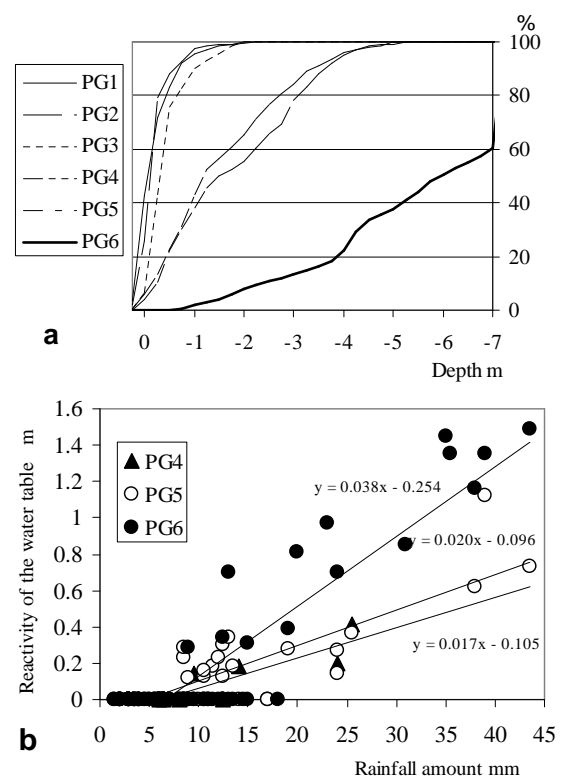 %
100
80
60
40
20
0
PG1
PG2
PG3
PG4
PG5
PG6
0 -1 -2 -3 -4 -5 -6 -7
Depth m
a
1.6
1.4
1.2
1
0.8
0.6
0.4
0.2
0
Reactivity of the water table m
PG4
PG5
PG6
y = 0.038x - 0.254
y = 0.020x - 0.096
y = 0.017x - 0.105
0 5 10 15 20 25 30 35 40 45
Rainfall amount mm
b